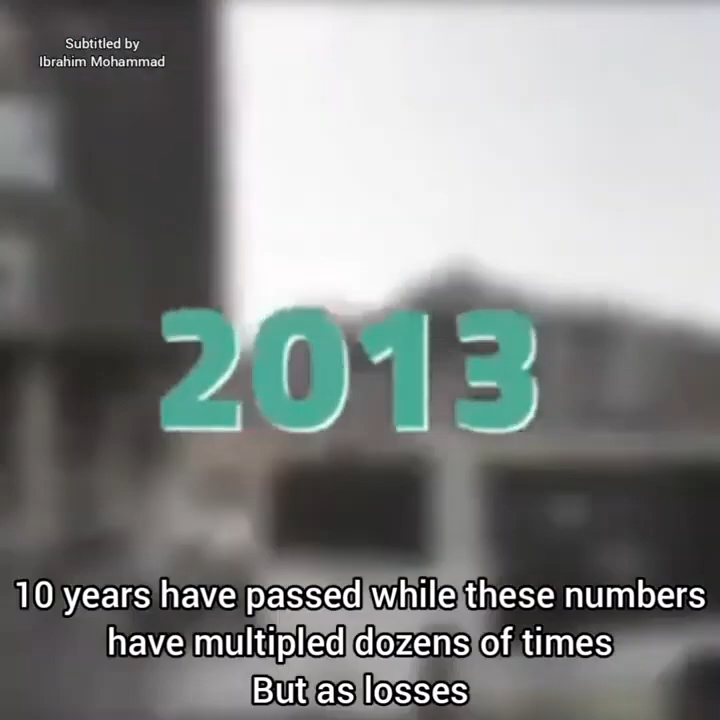 Subtitled by
Ibrahim Mohammad
2013
10 years have passed while these numbers
have multipled dozens of times
But as losses